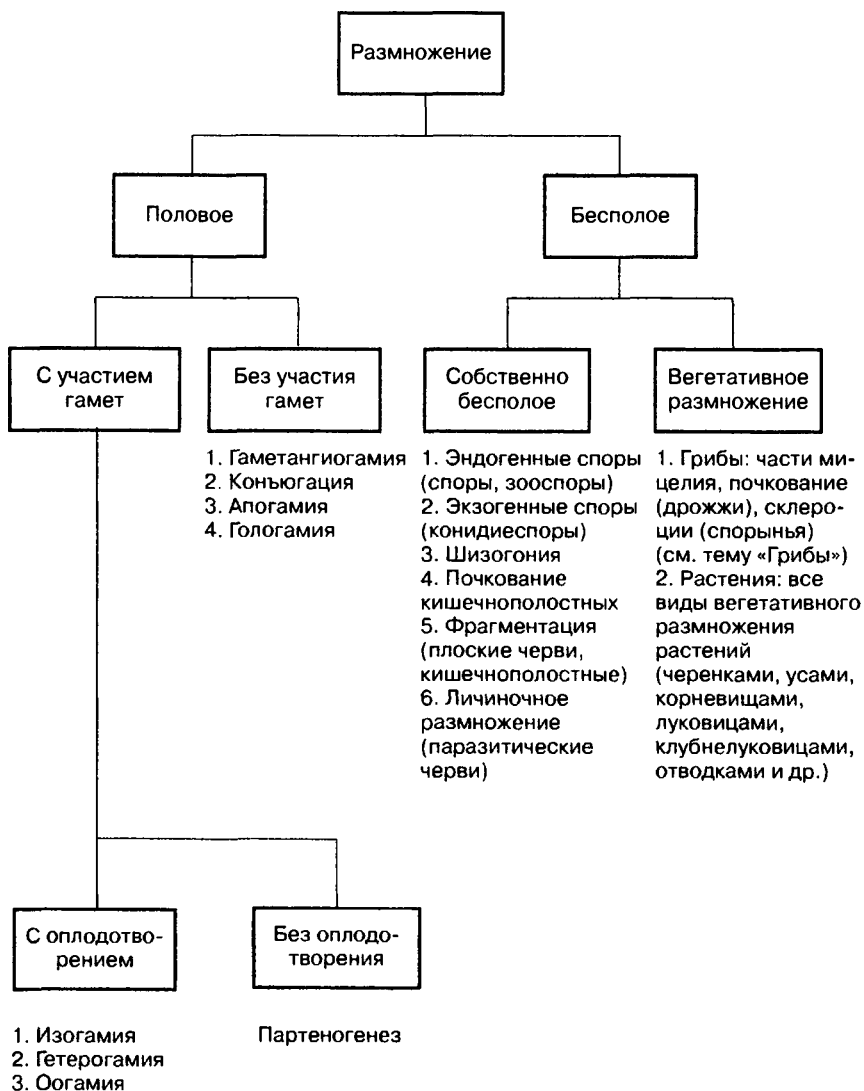 Размножение
Половое
Бесполое
С участием
гамет
Без участия
гамет
Собственно
бесполое
Вегетативное
размножение
1. Гаметангиогамия
2. Конъюгация
3. Апогамия
4. Гологамия
1. Эндогенные споры
(споры, зооспоры)
2. Экзогенные споры
(конидиеспоры)
3. Шизогония
4. Почкование
кишечнополостных
5. Фрагментация
(плоские черви,
кишечнополостные)
6. Личиночное
размножение
(паразитические
черви)
1. Грибы: части ми-
целия, почкование
(дрожжи), склеро-
ции (спорынья)
(см. тему «Грибы»)
2. Растения: все
виды вегетативного
размножения
растений
(черенками, усами,
корневищами,
луковицами,
клубнелуковицами,
отводками и др.)
С оплодотво-
рением
Без оплодо-
творения
1. Изогамия
2. Гетерогамия
3. Оогамия
Партеногенез